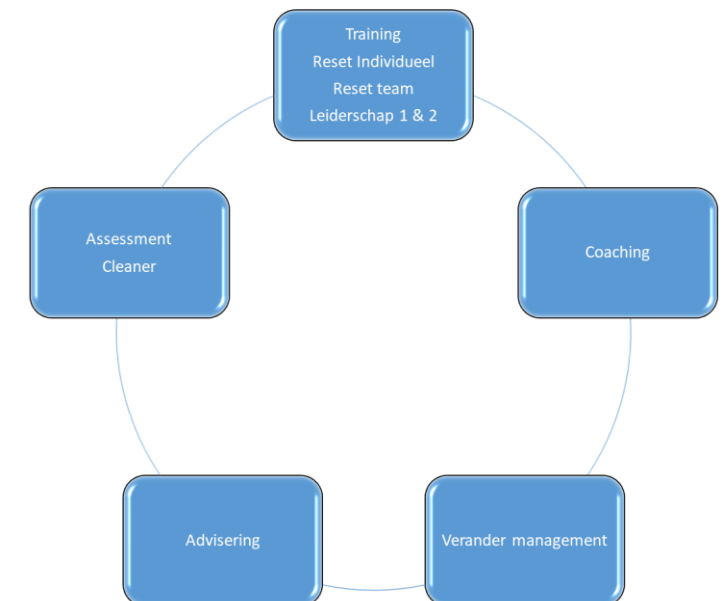 Training
Reset Individueel
Reset team
Leiderschap 1 & 2
Coaching
Verander management
Advisering
Assessment
Cleaner